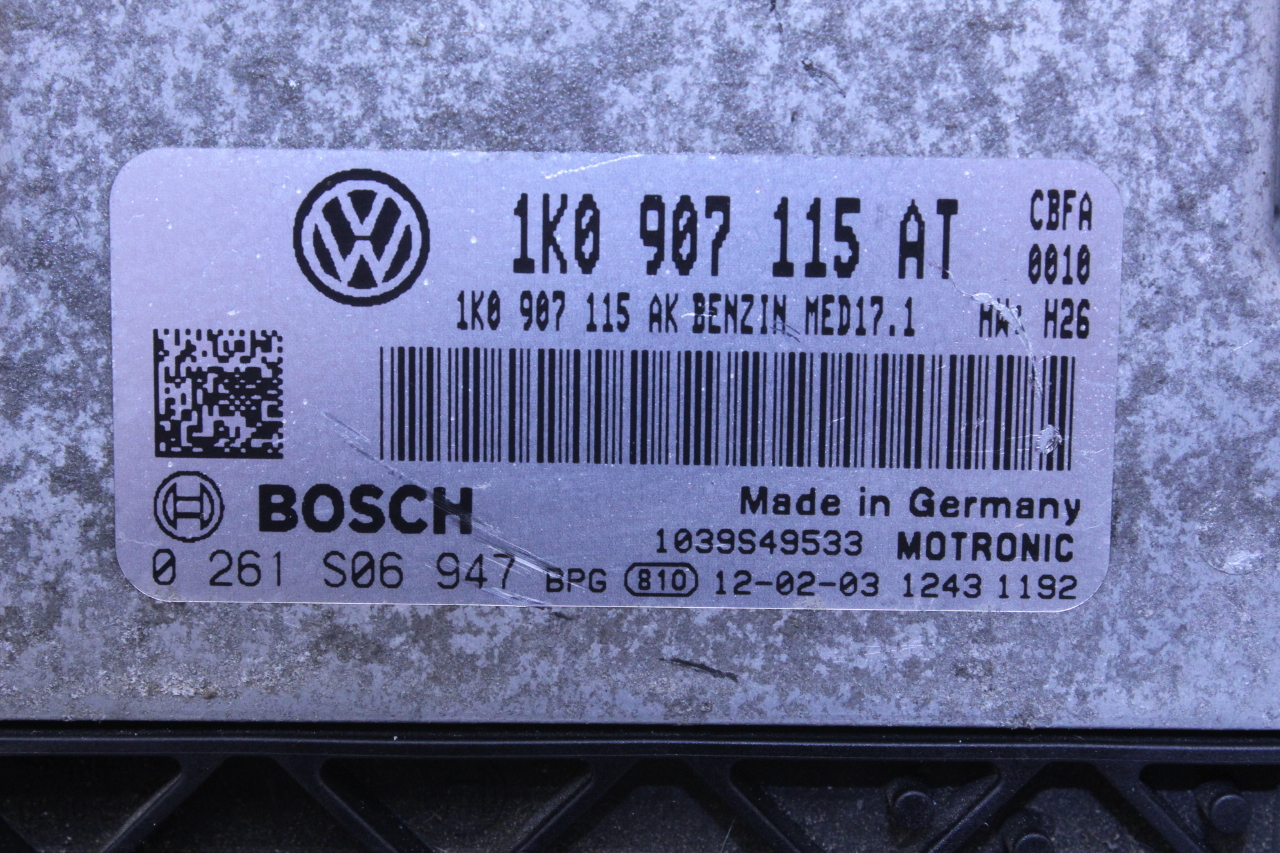 1K0 907 115 AT CBFA
0010
1K0 907 115 AK BENZIN MED17.1 HW: H26
BOSCH
Made in Germany
1039S49533 MOTRONIC
0 261 S06 947 BPG 810 12-02-03 1243 1192